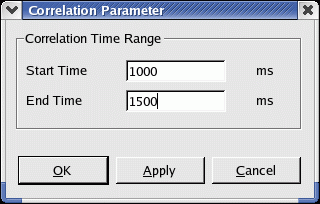 Correlation Parameter
Correlation Time Range
Start Time 1000 ms
End Time 1500 ms
OK Apply Cancel